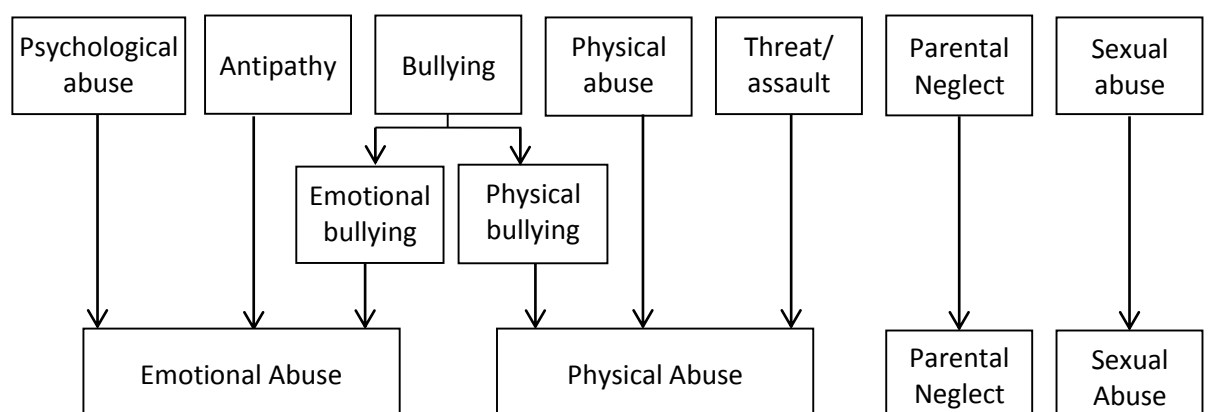 Psychological
abuse
Antipathy
Bullying
Physical
abuse
Threat/
assault
Parental
Neglect
Sexual
abuse
Emotional
bullying
Physical
bullying
Emotional Abuse
Physical Abuse
Parental
Neglect
Sexual
Abuse